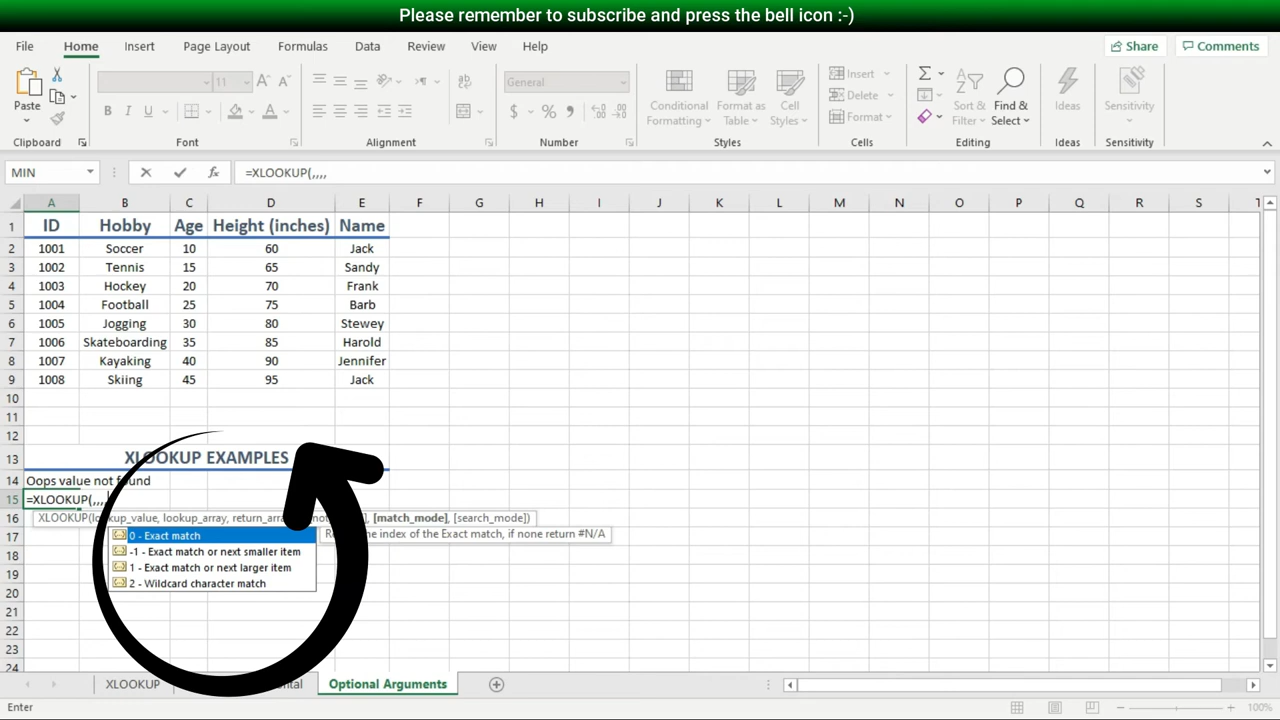 Please remember to subscribe and press the bell icon :-)
File Home Insert Page Layout Formulas Data Review View Help Share Comments
11 General Insert
Paste Conditional Format as Cell Delete Sort & Find & Ideas Sensitivity
Formatting Table Styles Format Filter Select
Clipboard Font Alignment Number Styles Cells Editing Ideas Sensitivity
MIN =XLOOKUP(,,,,
A B C D E F G H I J K L M N O P Q R S T
1 ID Hobby Age Height (inches) Name
2 1001 Soccer 10 60 Jack
3 1002 Tennis 15 65 Sandy
4 1003 Hockey 20 70 Frank
5 1004 Football 25 75 Barb
6 1005 Jogging 30 80 Stewey
7 1006 Skateboarding 35 85 Harold
8 1007 Kayaking 40 90 Jennifer
9 1008 Skiing 45 95 Jack
10
11
12
13 XLOOKUP EXAMPLES
14 Oops value not found
15 =XLOOKUP(,,,,
16 XLOOKUP(lookup_value, lookup_array, return_array, [match_mode], [search_mode])
17 0 - Exact match the index of the Exact match, if none return #N/A
18 -1 - Exact match or next smaller item
19 1 - Exact match or next larger item
20 2 - Wildcard character match
21
22
23
24
XLOOKUP Optional Arguments
Enter 100%